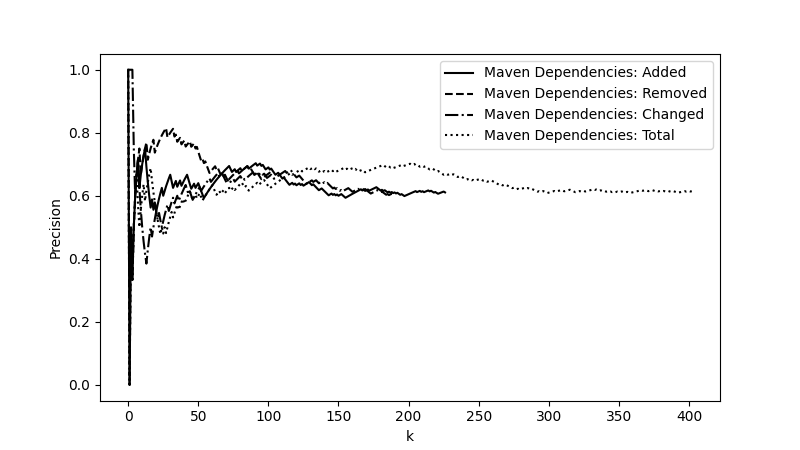 1.0
0.8
0.6
0.4
0.2
0.0
Precision
0 50 100 150 200 250 300 350 400
k
Maven Dependencies: Added
Maven Dependencies: Removed
Maven Dependencies: Changed
Maven Dependencies: Total